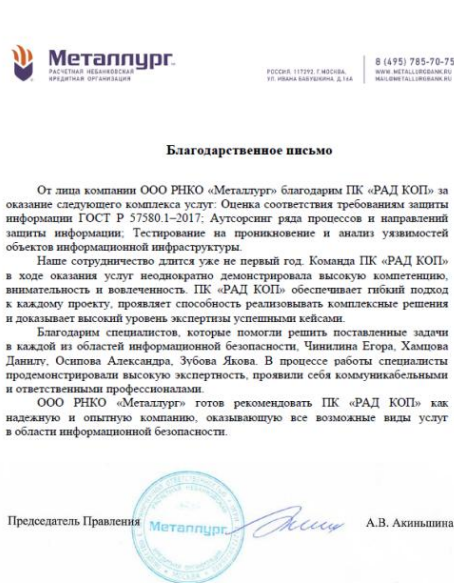 Металлург.
РАСЧЕТНАЯ НЕБАНКОВСКАЯ
КРЕДИТНАЯ ОРГАНИЗАЦИЯ
РОССИЯ, 117292, Г.МОСКВА,
УЛ. ИВАНА БАБУШКИНА, Д.16А
8 (495) 785-70-75
WWW.METALLURGBANK.RU
MAIL@METALLURGBANK.RU
Благодарственное письмо
От лица компании ООО РНКО «Металлург» благодарим ПК «РАД КОП» за
оказание следующего комплекса услуг: Оценка соответствия требованиям защиты
информации ГОСТ Р 57580.1–2017; Аутсорсинг ряда процессов и направлений
защиты информации; Тестирование на проникновение и анализ уязвимостей
объектов информационной инфраструктуры.
Наше сотрудничество длится уже не первый год. Команда ПК «РАД КОП»
в ходе оказания услуг неоднократно демонстрировала высокую компетенцию,
внимательность и вовлеченность. ПК «РАД КОП» обеспечивает гибкий подход
к каждому проекту, проявляет способность реализовывать комплексные решения
и доказывает высокий уровень экспертизы успешными кейсами.
Благодарим специалистов, которые помогли решить поставленные задачи
в каждой из областей информационной безопасности, Чинилина Егора, Хамцова
Данилу, Осипова Александра, Зубова Якова. В процессе работы специалисты
продемонстрировали высокую экспертность, проявили себя коммуникабельными
и ответственными профессионалами.
ООО РНКО «Металлург» готов рекомендовать ПК «РАД КОП» как
надежную и опытную компанию, оказывающую все возможные виды услуг
в области информационной безопасности.
Председатель Правления
Металлург
А.В. Акиньшина